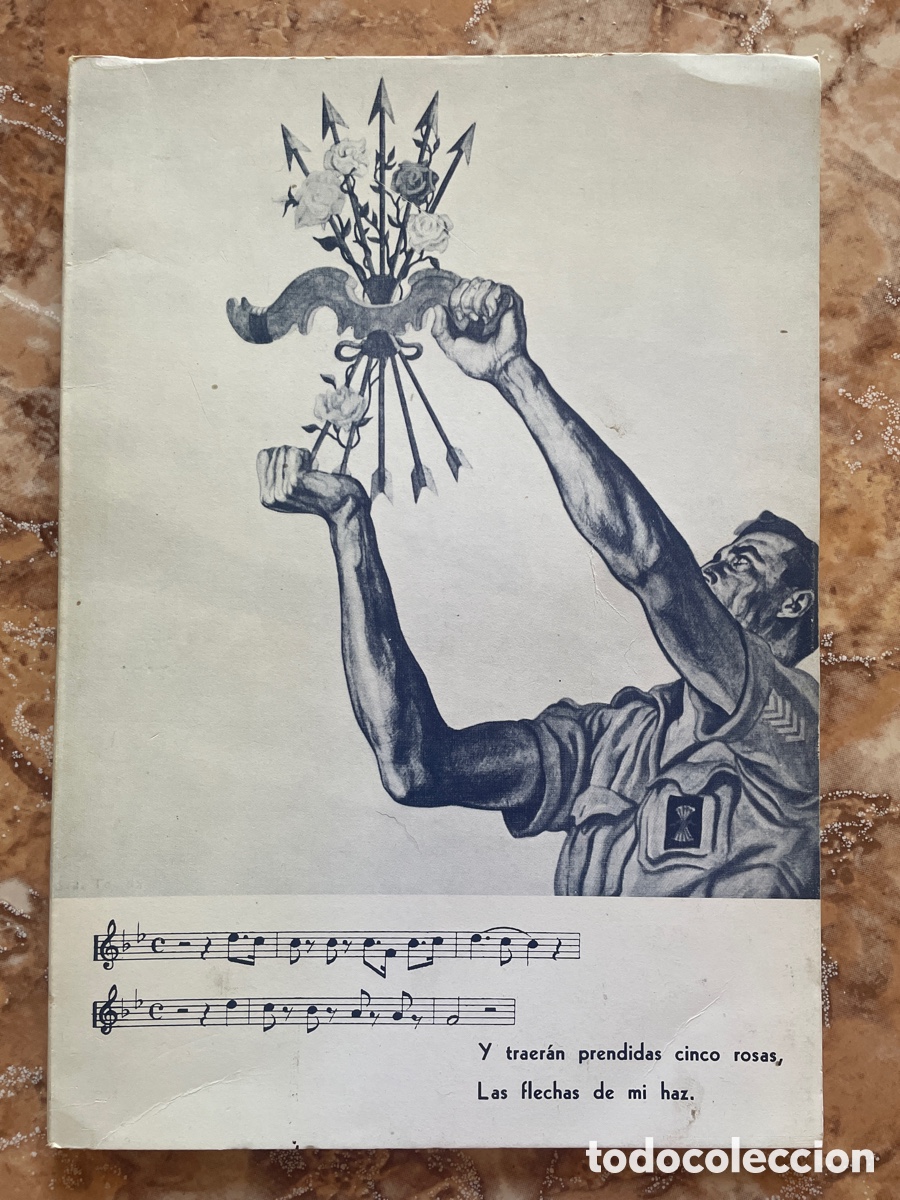 Y traerán prendidas cinco rosas,
Las flechas de mi haz.
todocoleccion